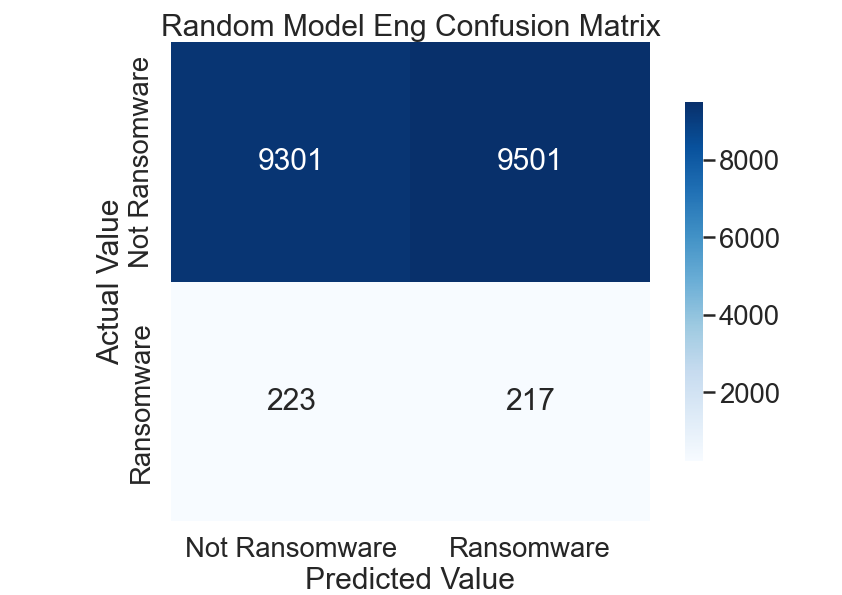 Random Model Eng Confusion Matrix
Actual Value
Not Ransomware
Ransomware
9301 9501
223 217
Not Ransomware Ransomware
Predicted Value
8000
6000
4000
2000